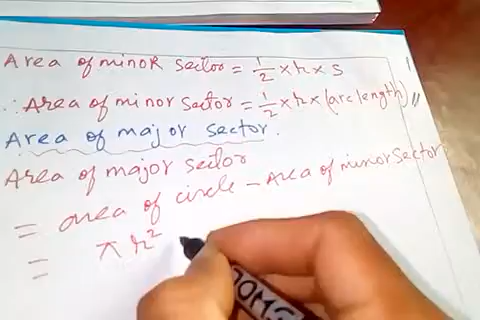 Area of minor sector = 1/2 × r × s
∴ Area of minor sector = 1/2 × r × (arc length) //
Area of major sector.
Area of major sector
= area of circle - Area of minor sector
= πr²